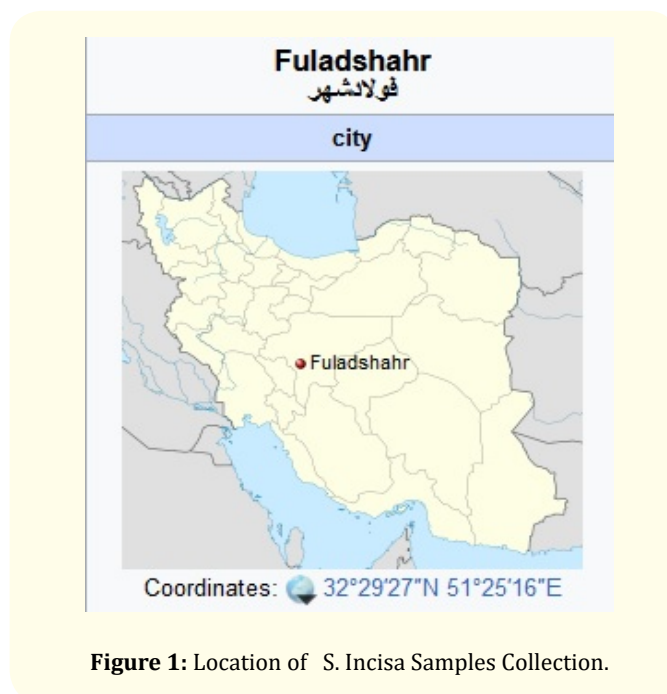 Fuladshahr
فولادشهر
city
Fuladshahr
Coordinates: 32°29′27″N 51°25′16″E
Figure 1: Location of S. Incisa Samples Collection.